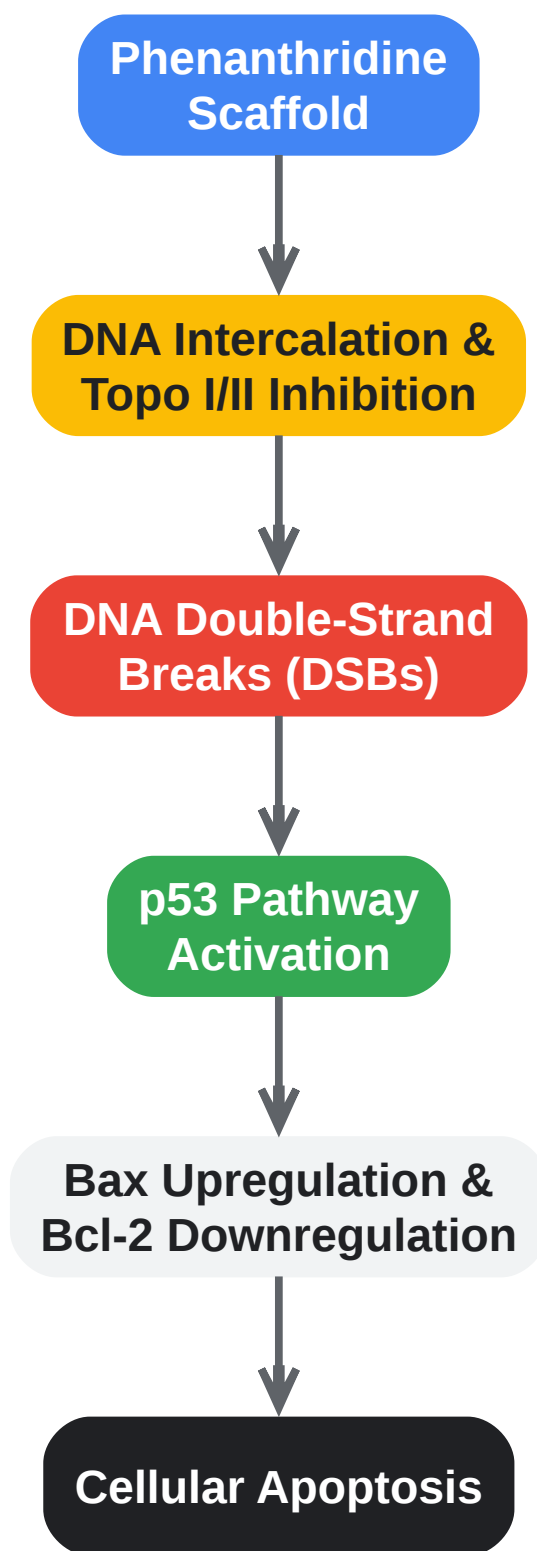 Phenanthridine
Scaffold
DNA Intercalation &
Topo I/II Inhibition
DNA Double-Strand
Breaks (DSBs)
p53 Pathway
Activation
Bax Upregulation &
Bcl-2 Downregulation
Cellular Apoptosis